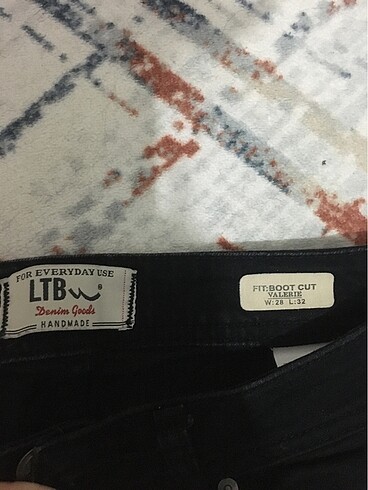 FOR EVERYDAY USE
LTB
Denim Goods
HANDMADE
FIT:BOOT CUT
VALERIE
W:28 L:32